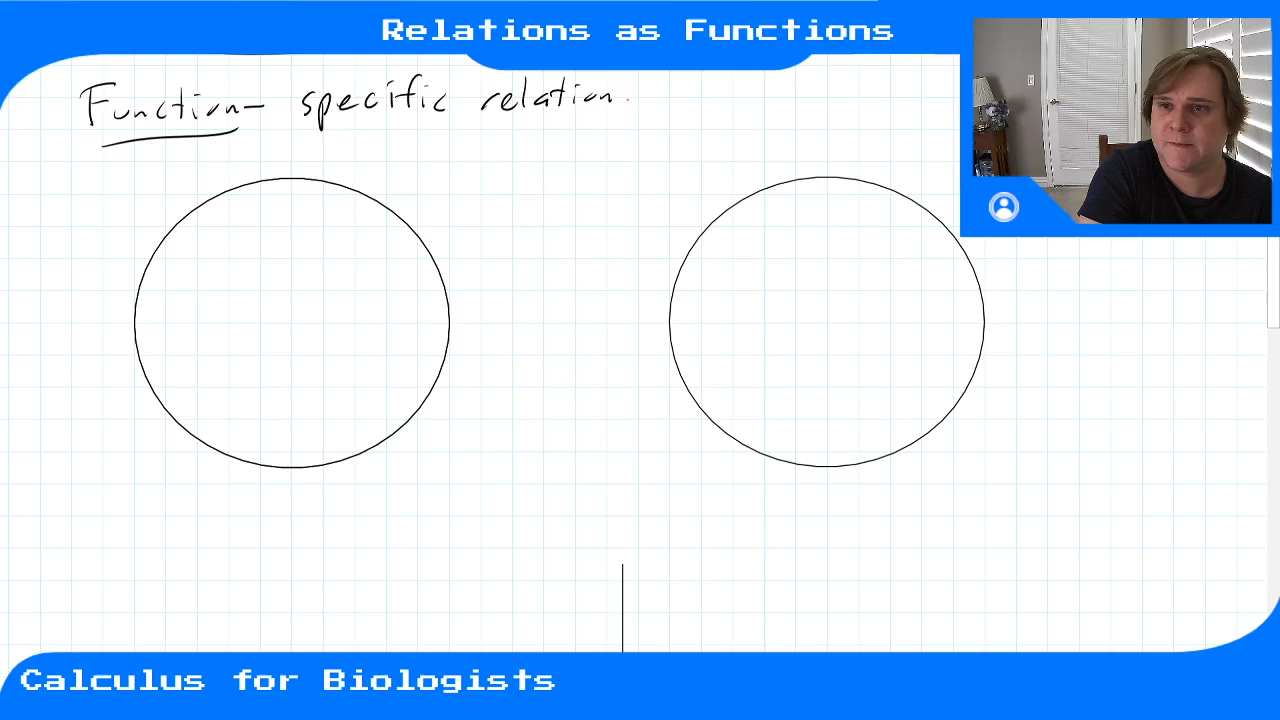 Relations as Functions
Function- specific relation.
Calculus for Biologists